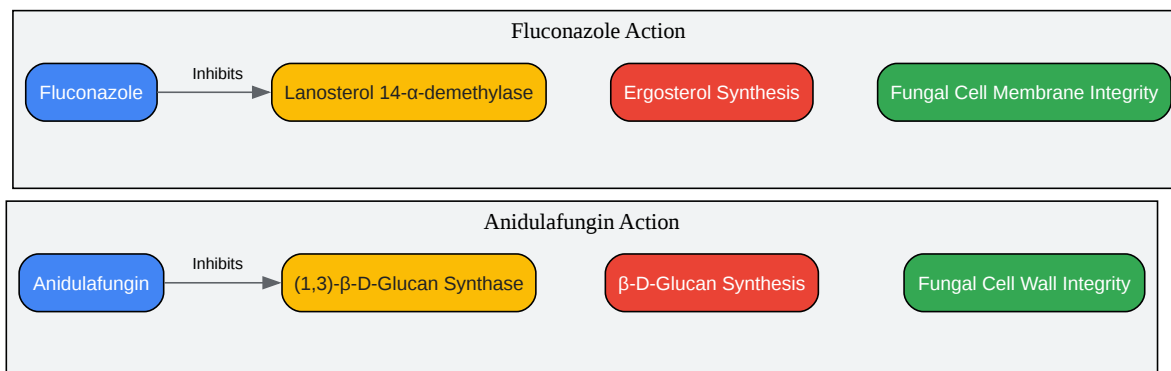 Fluconazole Action
Fluconazole
Inhibits
Lanosterol 14-α-demethylase
Ergosterol Synthesis
Fungal Cell Membrane Integrity
Anidulafungin Action
Anidulafungin
Inhibits
(1,3)-β-D-Glucan Synthase
β-D-Glucan Synthesis
Fungal Cell Wall Integrity